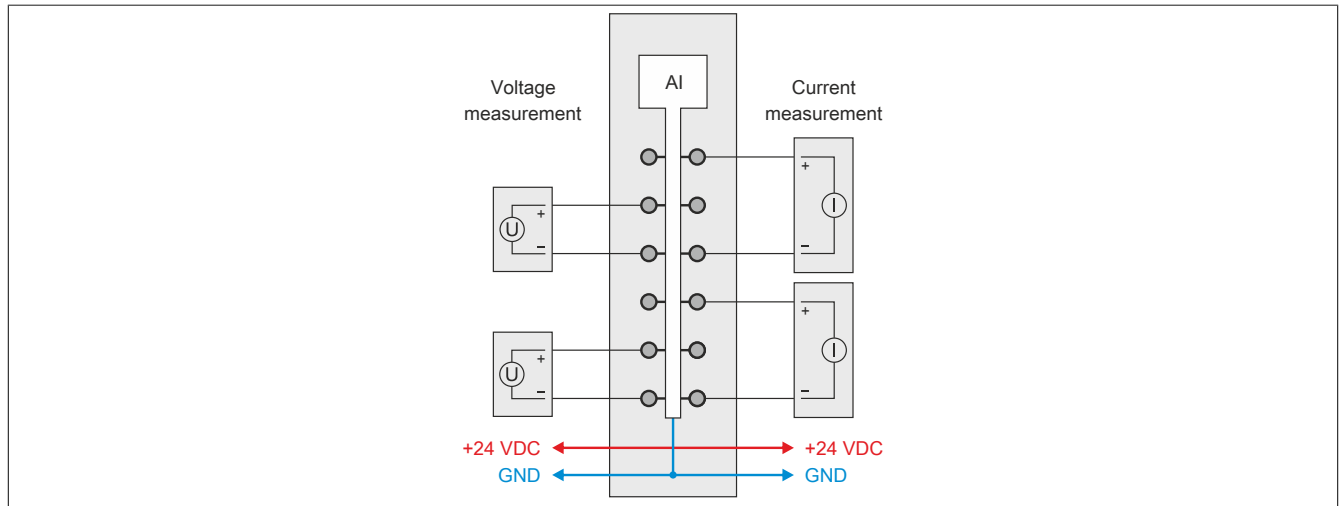 AI
Voltage
measurement
Current
measurement
+
I
−
U
+
−
+
I
−
U
+
−
+24 VDC
+24 VDC
GND
GND